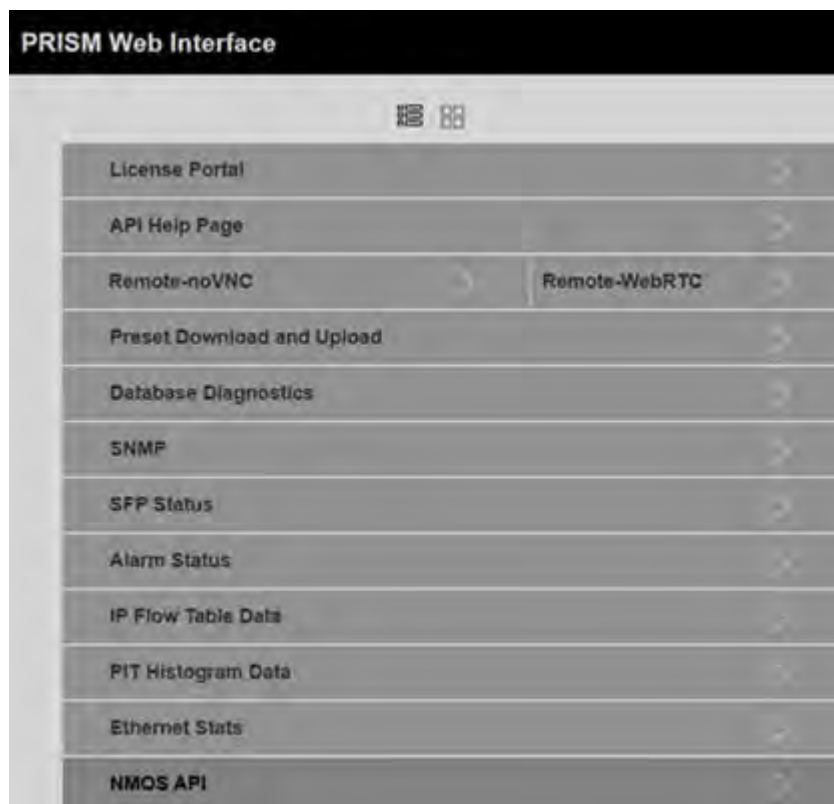 PRISM Web Interface
License Portal
API Help Page
Remote-noVNC Remote-WebRTC
Preset Download and Upload
Database Diagnostics
SNMP
SFP Status
Alarm Status
IP Flow Table Data
PIT Histogram Data
Ethernet Stats
NMOS API